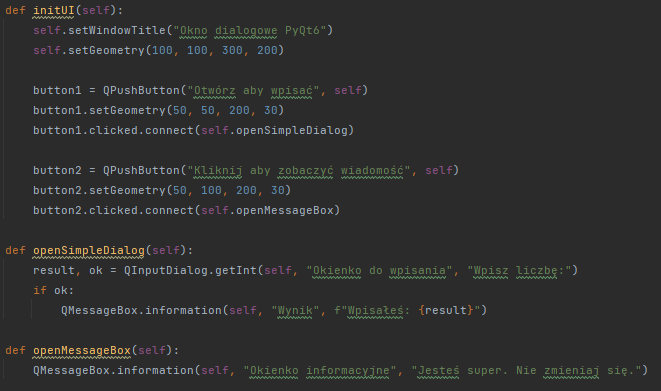 def initUI(self):
    self.setWindowTitle("Okno dialogowe PyQt6")
    self.setGeometry(100, 100, 300, 200)

    button1 = QPushButton("Otwórz aby wpisać", self)
    button1.setGeometry(50, 50, 200, 30)
    button1.clicked.connect(self.openSimpleDialog)

    button2 = QPushButton("Kliknij aby zobaczyć wiadomość", self)
    button2.setGeometry(50, 100, 200, 30)
    button2.clicked.connect(self.openMessageBox)

def openSimpleDialog(self):
    result, ok = QInputDialog.getInt(self, "Okienko do wpisania", "Wpisz liczbę:")
    if ok:
        QMessageBox.information(self, "Wynik", f"Wpisałeś: {result}")

def openMessageBox(self):
    QMessageBox.information(self, "Okienko informacyjne", "Jesteś super. Nie zmieniaj się.")